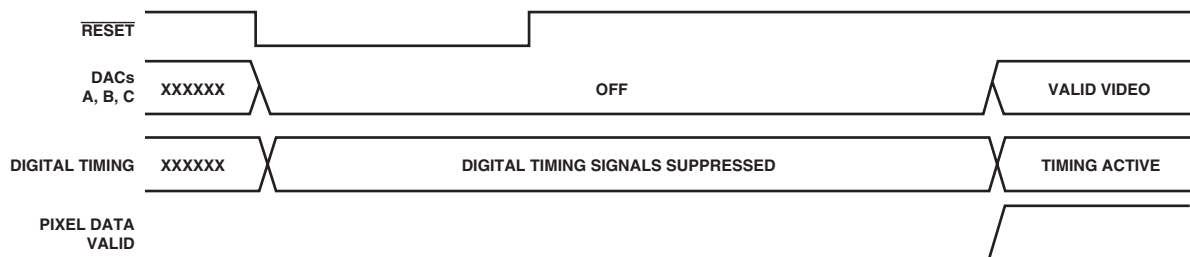 RESET
DACs
A, B, C
XXXXXX
OFF
VALID VIDEO
DIGITAL TIMING
XXXXXX
DIGITAL TIMING SIGNALS SUPPRESSED
TIMING ACTIVE
PIXEL DATA
VALID